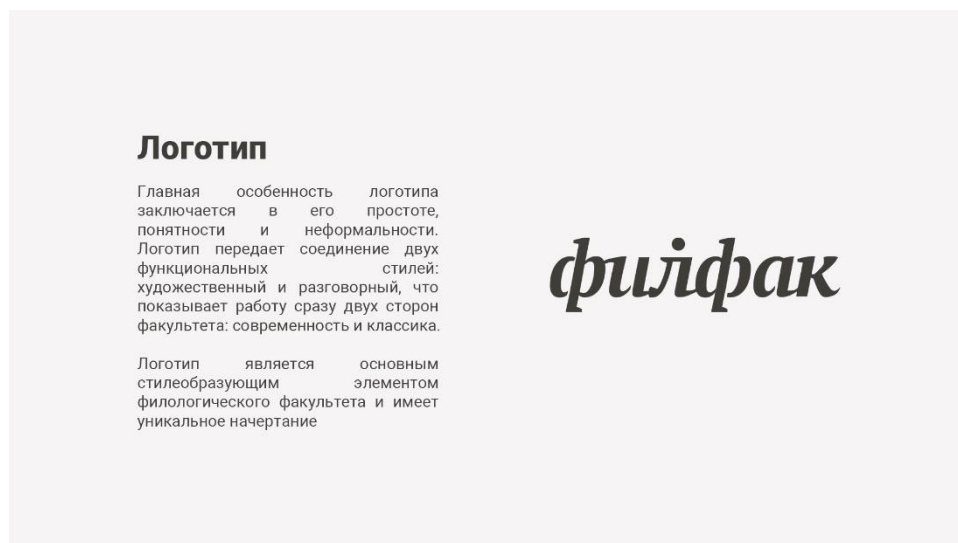 Логотип
Главная особенность логотипа
заключается в его простоте,
понятности и неформальности.
Логотип передает соединение двух
функциональных стилей:
художественный и разговорный, что
показывает работу сразу двух сторон
факультета: современность и классика.
Логотип является основным
стилеобразующим элементом
филологического факультета и имеет
уникальное начертание
филфак